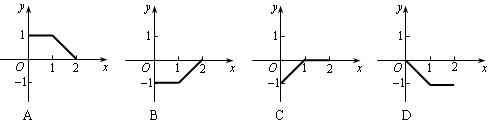 y y y y
1 1 1 1
O 1 2 x O 1 2 x O 1 2 x O 1 2 x
-1 -1 -1 -1
A B C D